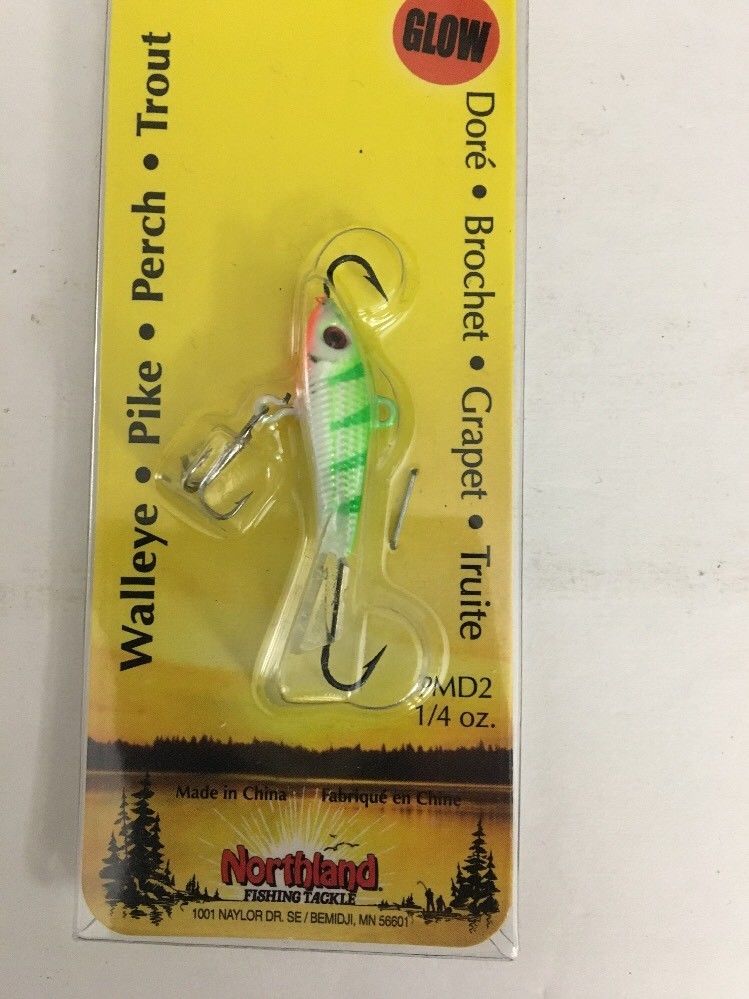 GLOW
Walleye • Pike • Perch • Trout
Doré • Brochet • Grapet • Truite
1/4 oz.
Made in China
Fabriqué en Chine
Northland
FISHING TACKLE
1001 NAYLOR DR. SE / BEMIDJI, MN 56601